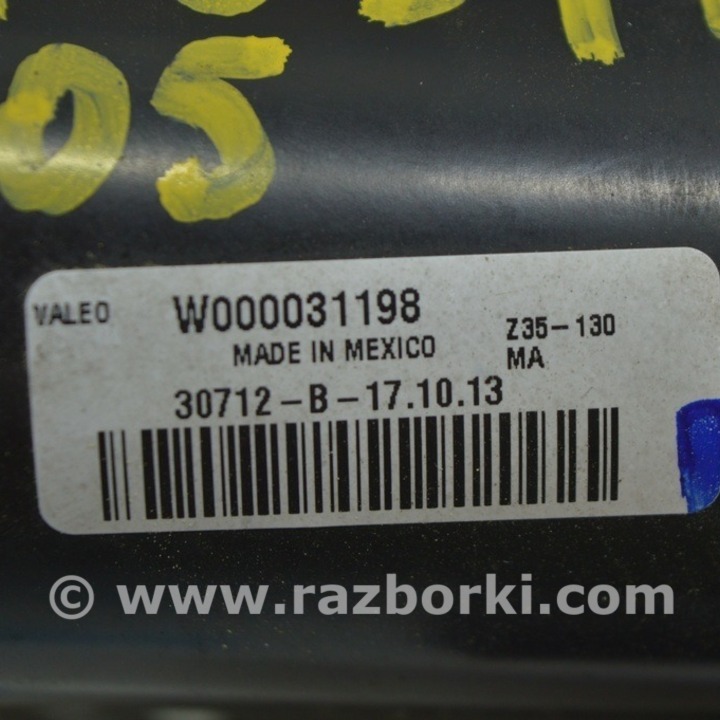 05
VALEO W000031198
MADE IN MEXICO
Z35-130
MA
30712-B-17.10.13
© www.razborki.com